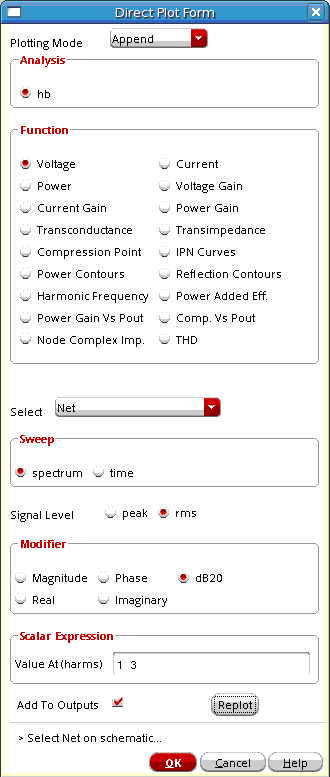 Direct Plot Form
Plotting Mode Append
Analysis
hb
Function
Voltage Current
Power Voltage Gain
Current Gain Power Gain
Transconductance Transimpedance
Compression Point IPN Curves
Power Contours Reflection Contours
Harmonic Frequency Power Added Eff.
Power Gain Vs Pout Comp. Vs Pout
Node Complex Imp. THD
Select Net
Sweep
spectrum time
Signal Level peak rms
Modifier
Magnitude Phase dB20
Real Imaginary
Scalar Expression
Value At(harms) 1 3
Add To Outputs Replot
> Select Net on schematic...
OK Cancel Help